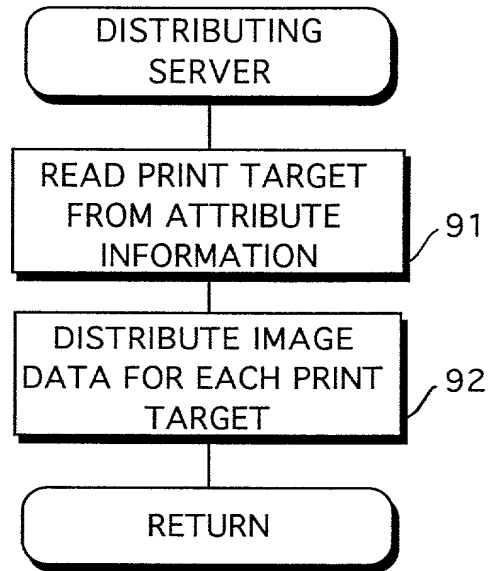 DISTRIBUTING
SERVER
READ PRINT TARGET
FROM ATTRIBUTE
INFORMATION
91
DISTRIBUTE IMAGE
DATA FOR EACH PRINT
TARGET
92
RETURN